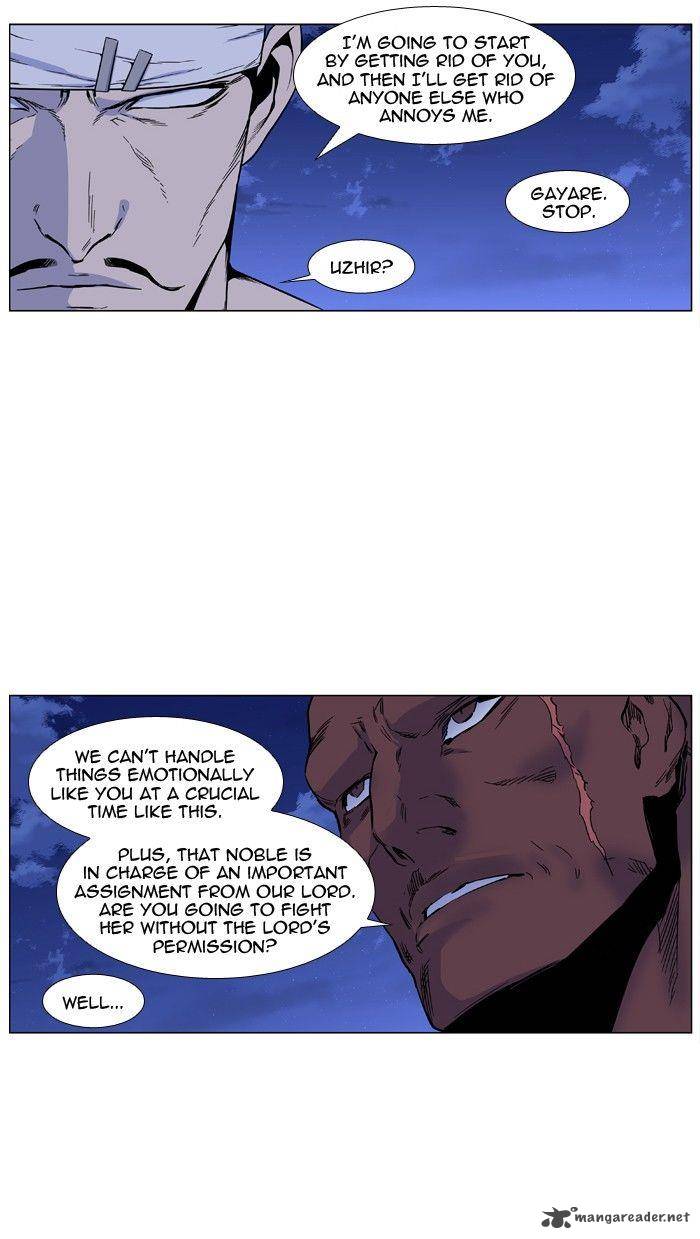 I'M GOING TO START
BY GETTING RID OF YOU,
AND THEN I'LL GET RID OF
ANYONE ELSE WHO
ANNOYS ME.
GAYARE.
STOP.
UZHIR?
WE CAN'T HANDLE
THINGS EMOTIONALLY
LIKE YOU AT A CRUCIAL
TIME LIKE THIS.
PLUS, THAT NOBLE IS
IN CHARGE OF AN IMPORTANT
ASSIGNMENT FROM OUR LORD.
ARE YOU GOING TO FIGHT
HER WITHOUT THE LORD'S
PERMISSION?
WELL...
mangareader.net